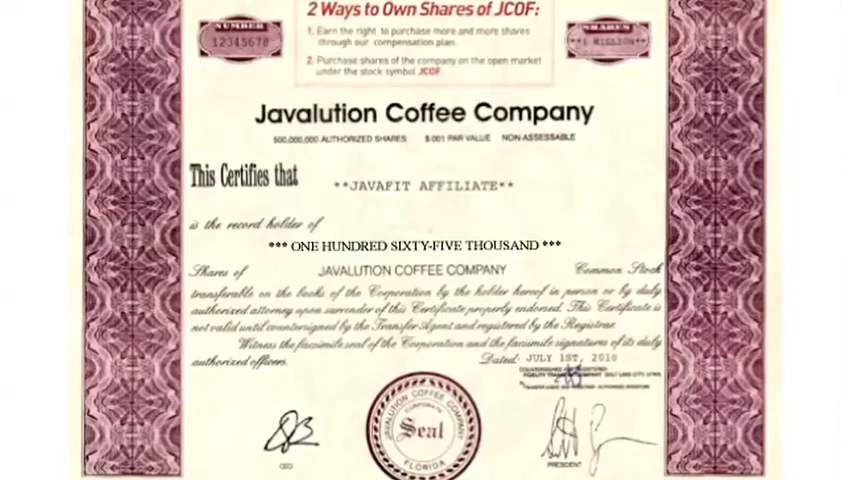 2 Ways to Own Shares of JCOF:
1. Earn the right to purchase more and more shares
through our compensation plan.
2. Purchase shares of the company on the open market
under the stock symbol JCOF.
NUMBER
12345678
SHARES
**1 MILLION**
Javalution Coffee Company
500,000,000 AUTHORIZED SHARES $.001 PAR VALUE NON-ASSESSABLE
This Certifies that
**JAVAFIT AFFILIATE**
is the record holder of
*** ONE HUNDRED SIXTY-FIVE THOUSAND ***
Shares of JAVALUTION COFFEE COMPANY Common Stock
transferable on the books of the Corporation by the holder hereof in person or by duly
authorized attorney upon surrender of this Certificate properly endorsed. This Certificate is
not valid until countersigned by the Transfer Agent and registered by the Registrar.
Witness the facsimile seal of the Corporation and the facsimile signatures of its duly
authorized officers.
Dated: JULY 1ST, 2010
JAVALUTION COFFEE COMPANY
CORPORATE
Seal
FLORIDA
CEO
PRESIDENT